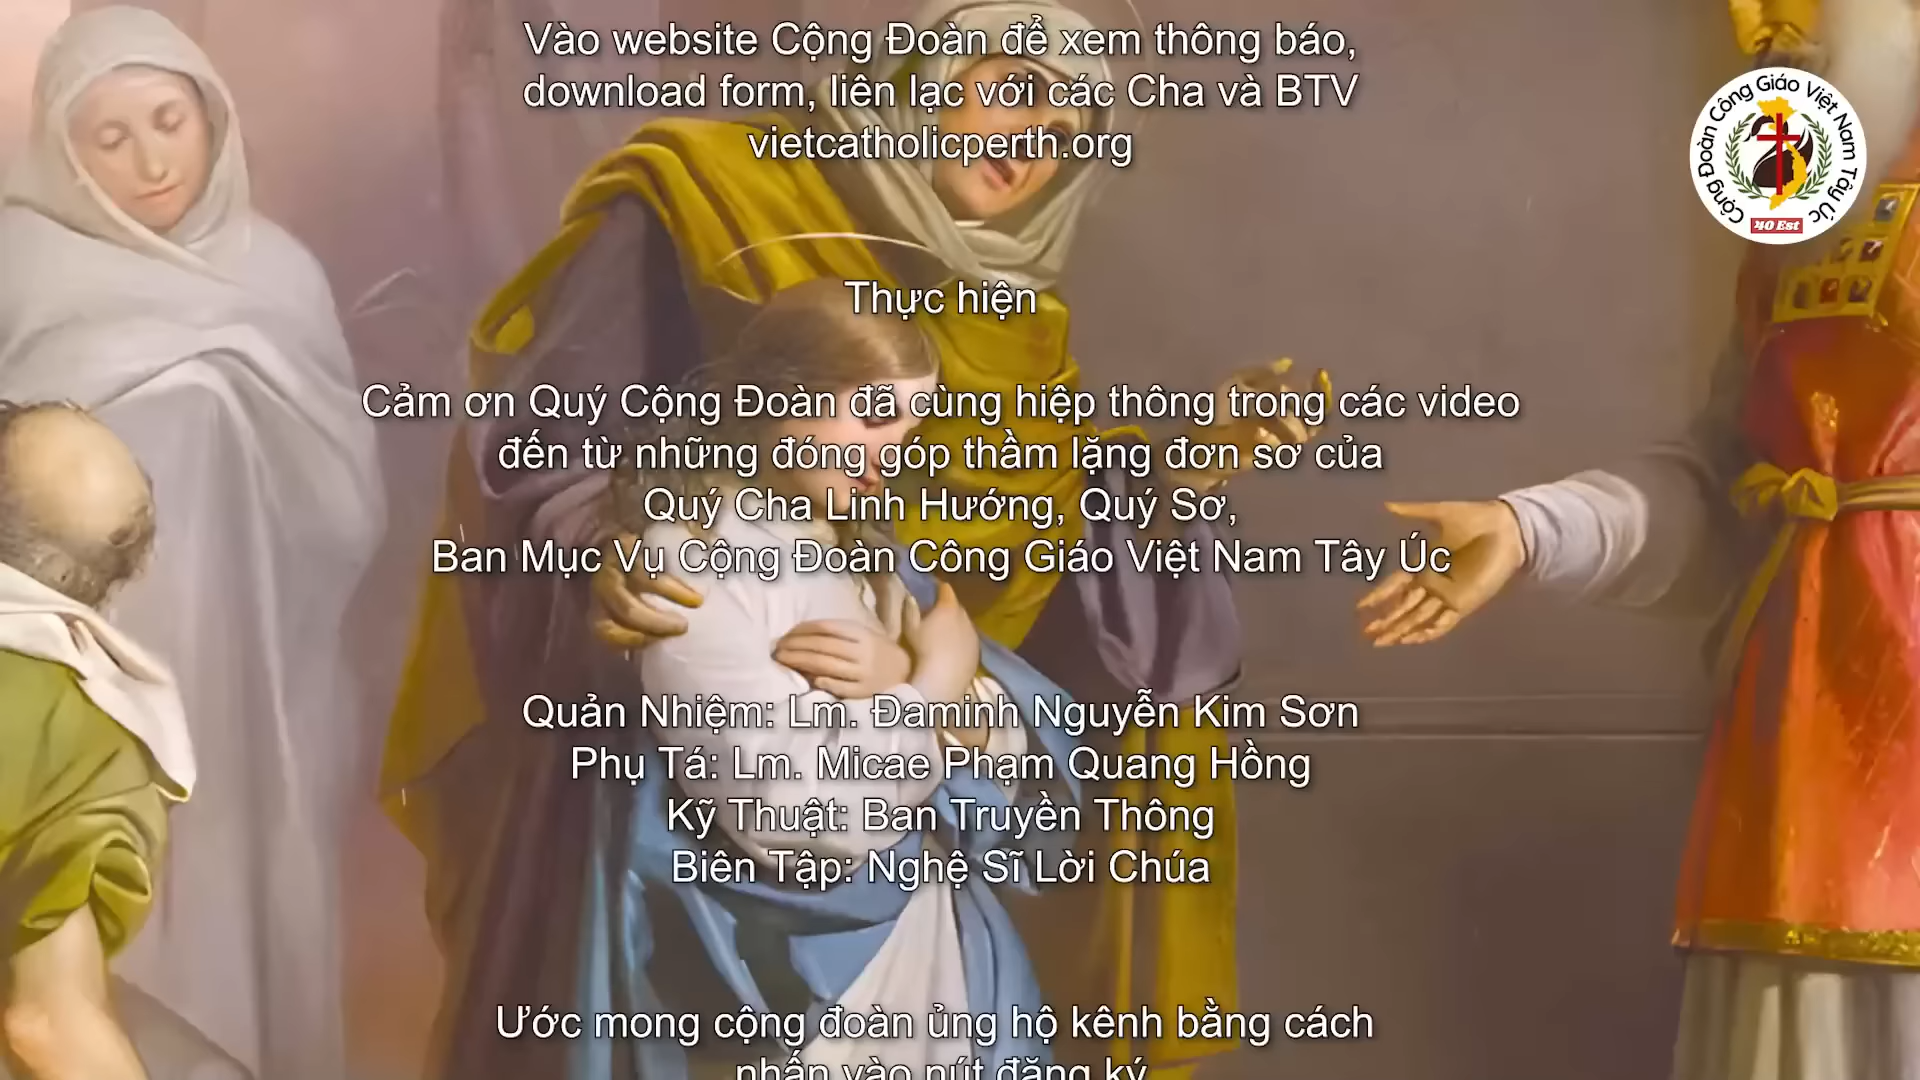 Vào website Cộng Đoàn để xem thông báo,
download form, liên lạc với các Cha và BTV
vietcatholicperth.org
Cộng Đoàn Công Giáo Việt Nam Tây Úc
40 Est
Thực hiện
Cảm ơn Quý Cộng Đoàn đã cùng hiệp thông trong các video
đến từ những đóng góp thầm lặng đơn sơ của
Quý Cha Linh Hướng, Quý Sơ,
Ban Mục Vụ Cộng Đoàn Công Giáo Việt Nam Tây Úc
Quản Nhiệm: Lm. Đaminh Nguyễn Kim Sơn
Phụ Tá: Lm. Micae Phạm Quang Hồng
Kỹ Thuật: Ban Truyền Thông
Biên Tập: Nghệ Sĩ Lời Chúa
Ước mong cộng đoàn ủng hộ kênh bằng cách
nhấn vào nút đăng ký